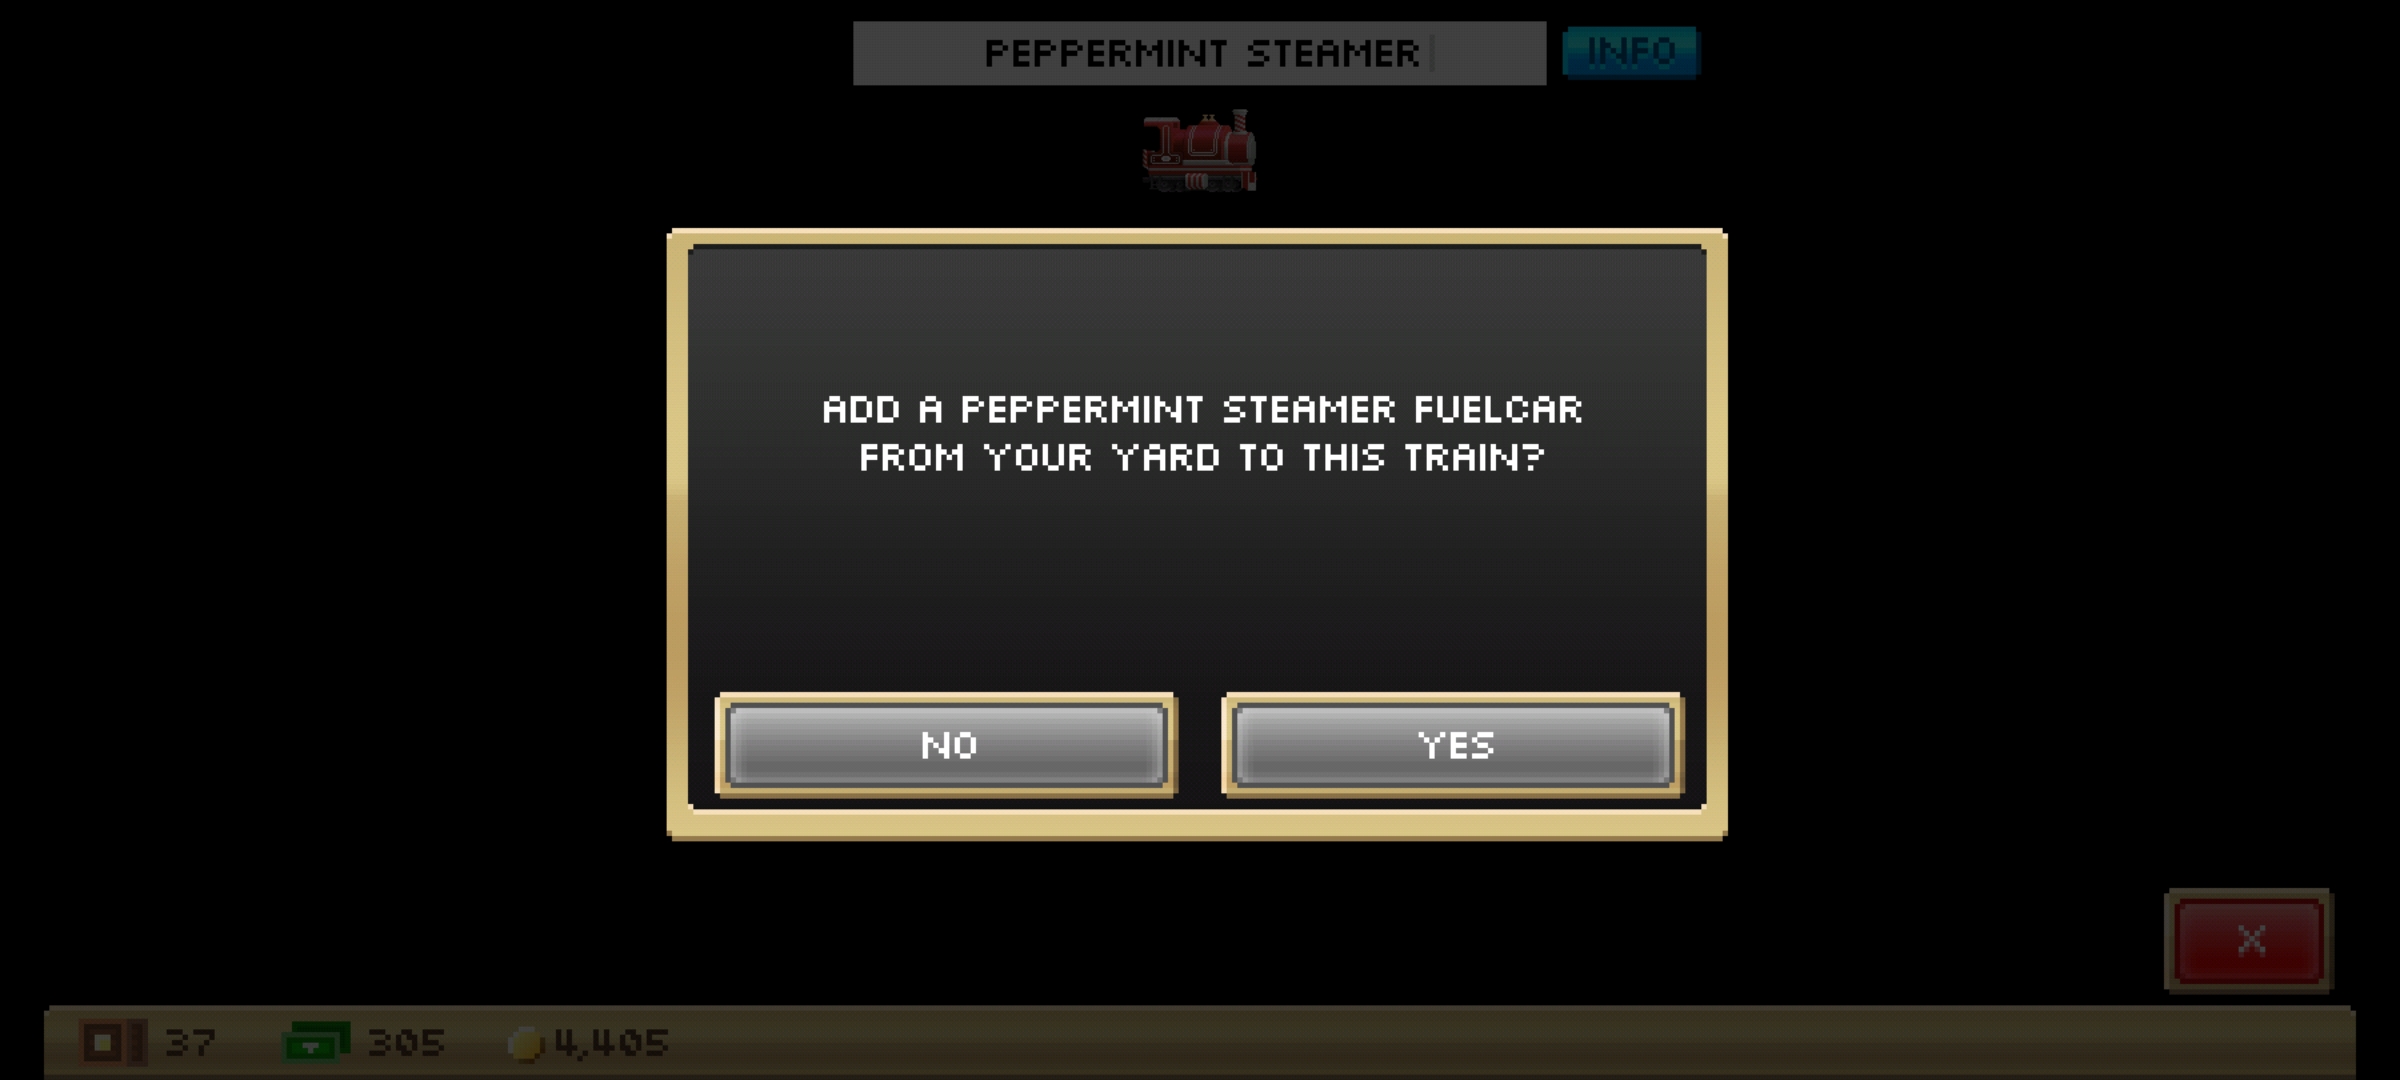 PEPPERMINT STEAMER
INFO
ADD A PEPPERMINT STEAMER FUELCAR
FROM YOUR YARD TO THIS TRAIN?
NO
YES
X
37
305
4,405